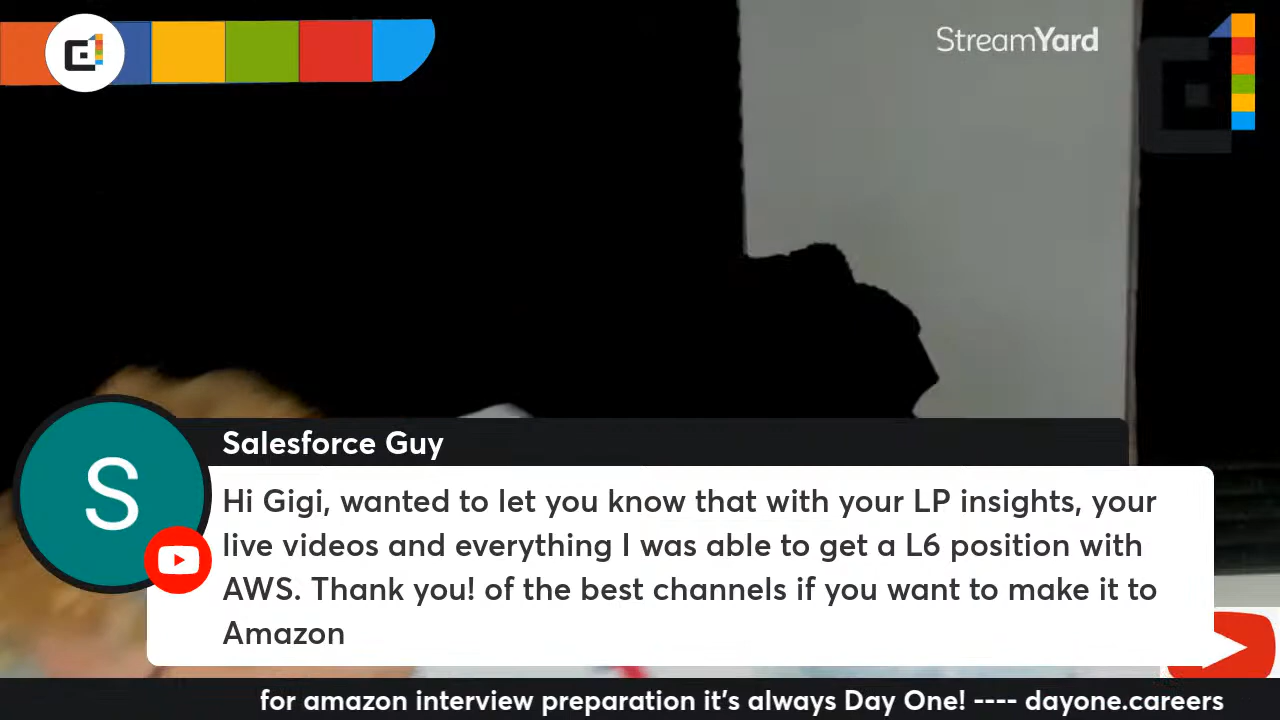 StreamYard
S
Salesforce Guy
Hi Gigi, wanted to let you know that with your LP insights, your
live videos and everything I was able to get a L6 position with
AWS. Thank you! of the best channels if you want to make it to
Amazon
for amazon interview preparation it's always Day One! ---- dayone.careers